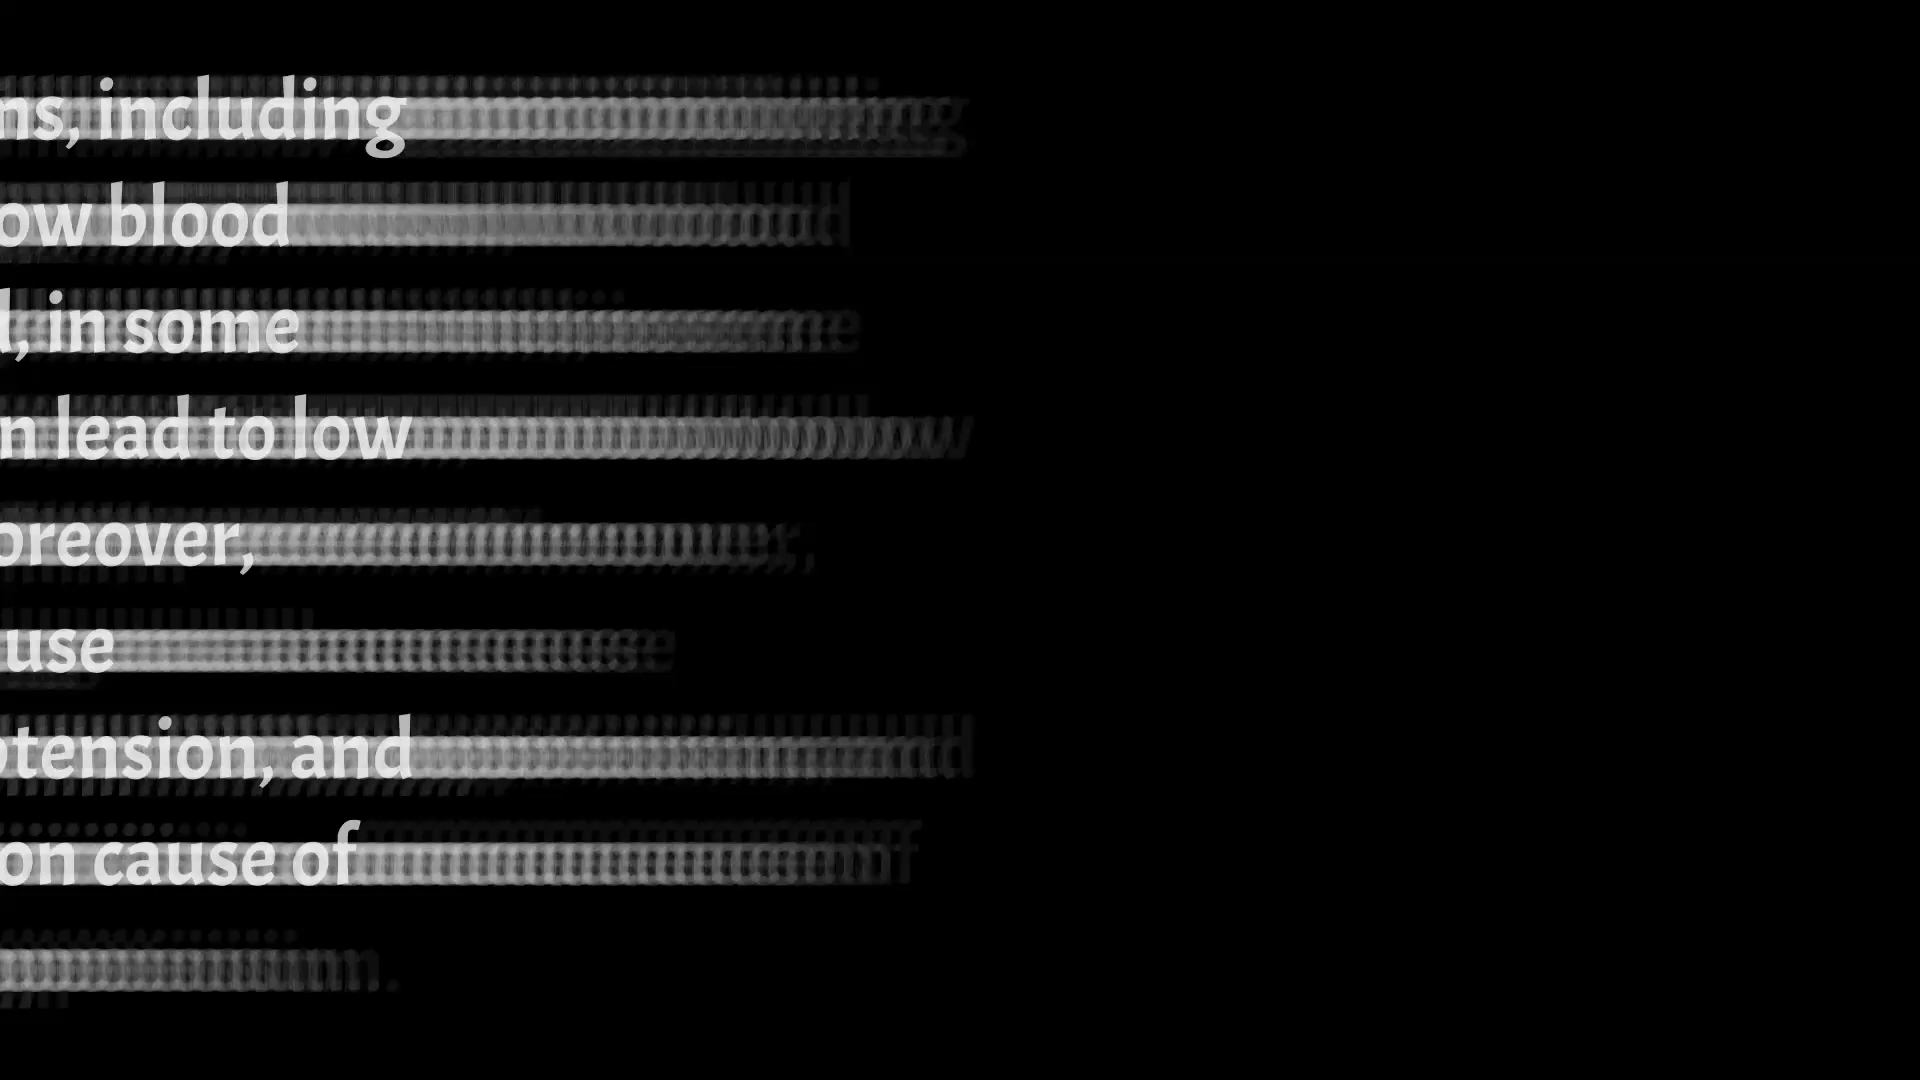 ns, including
ow blood
, in some
n lead to low
oreover,
use
otension, and
on cause of